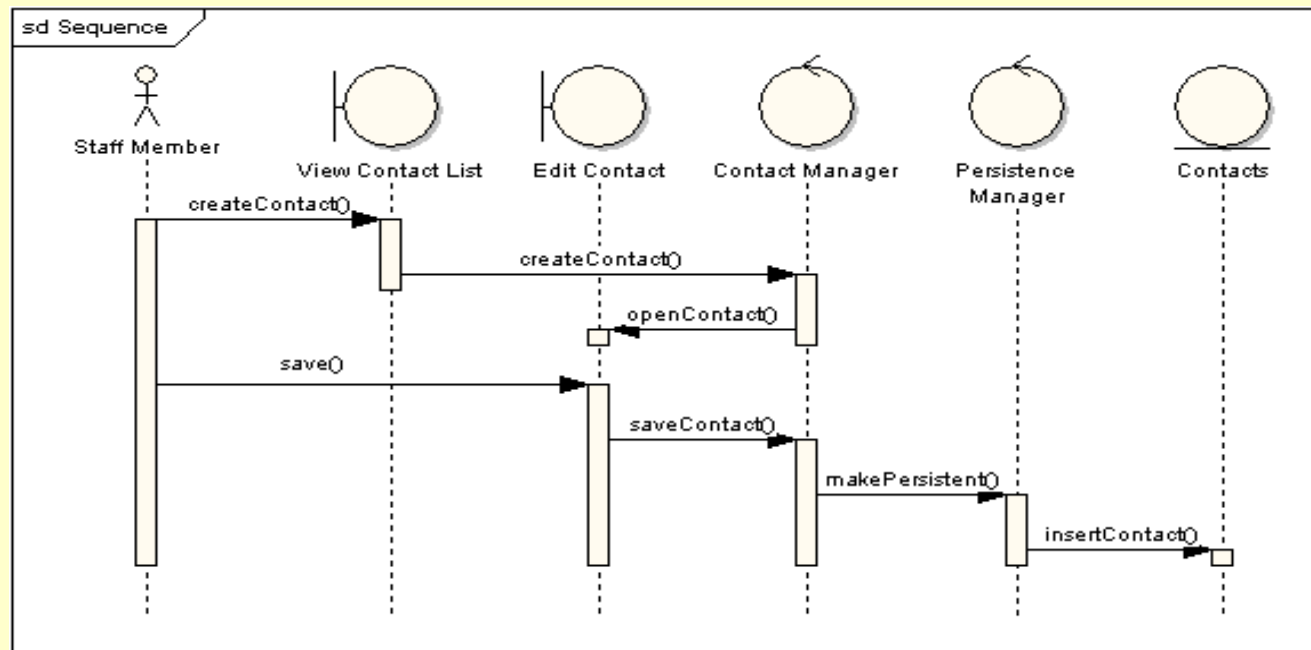 sd Sequence
Staff Member
View Contact List
Edit Contact
Contact Manager
Persistence
Manager
Contacts
createContact()
createContact()
openContact()
save()
saveContact()
makePersistent()
insertContact()